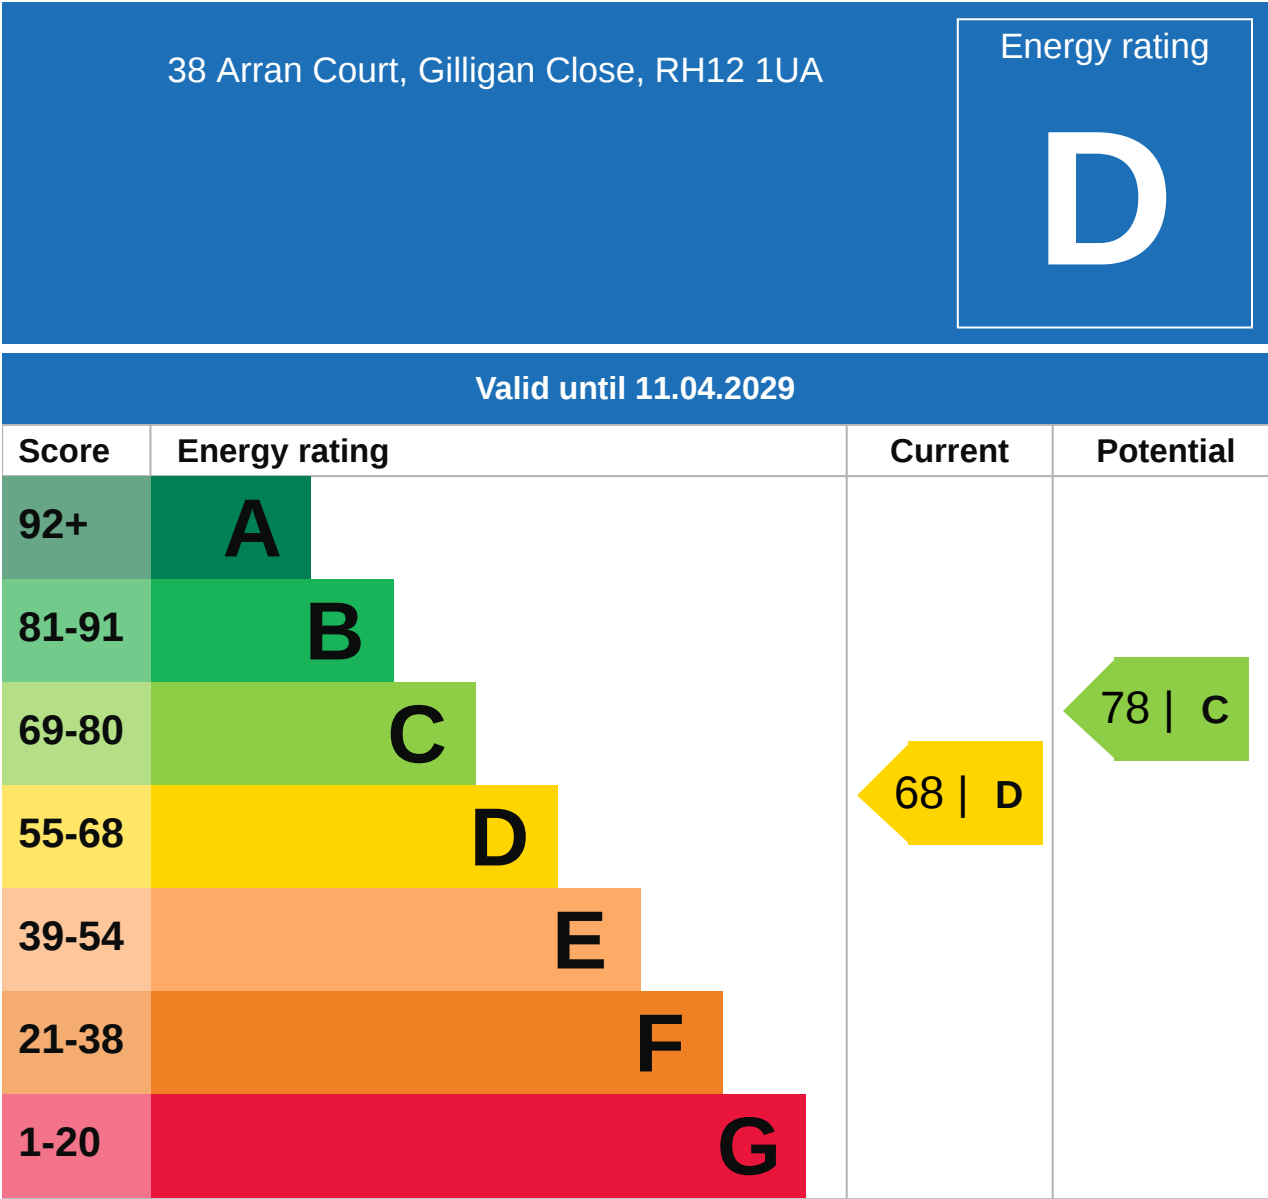 38 Arran Court, Gilligan Close, RH12 1UA
Energy rating
D
Valid until 11.04.2029
Score Energy rating Current Potential
92+ A
81-91 B
69-80 C
78 | C
55-68 D
68 | D
39-54 E
21-38 F
1-20 G